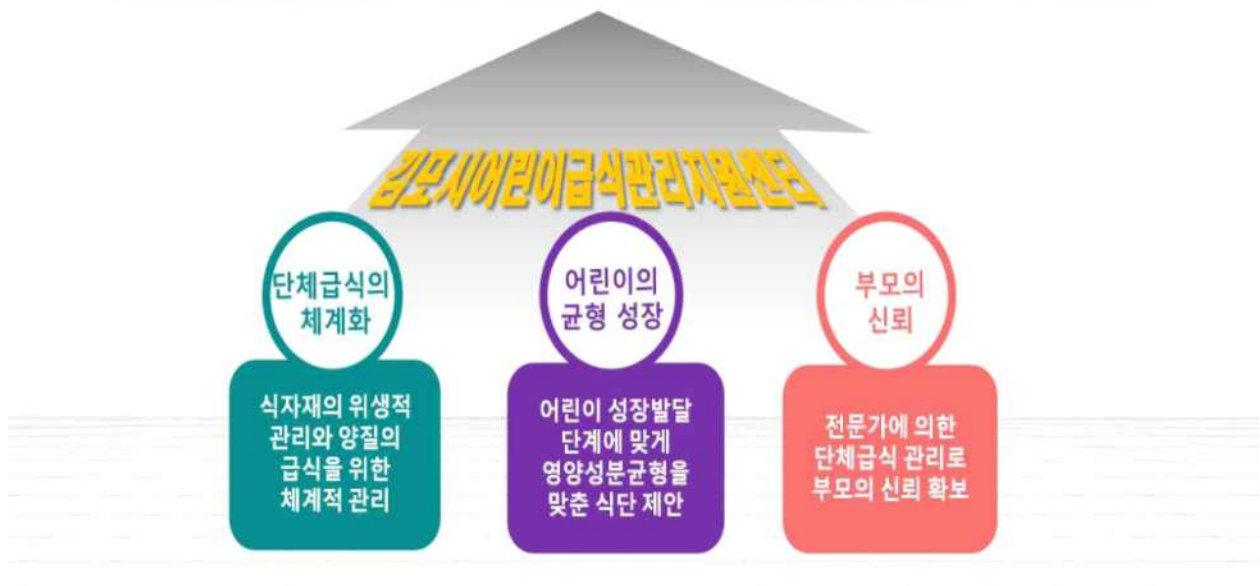 김포시어린이급식관리지원센터
단체급식의
체계화
어린이의
균형 성장
부모의
신뢰
식자재의 위생적
관리와 양질의
급식을 위한
체계적 관리
어린이 성장발달
단계에 맞게
영양성분균형을
맞춘 식단 제안
전문가에 의한
단체급식 관리로
부모의 신뢰 확보